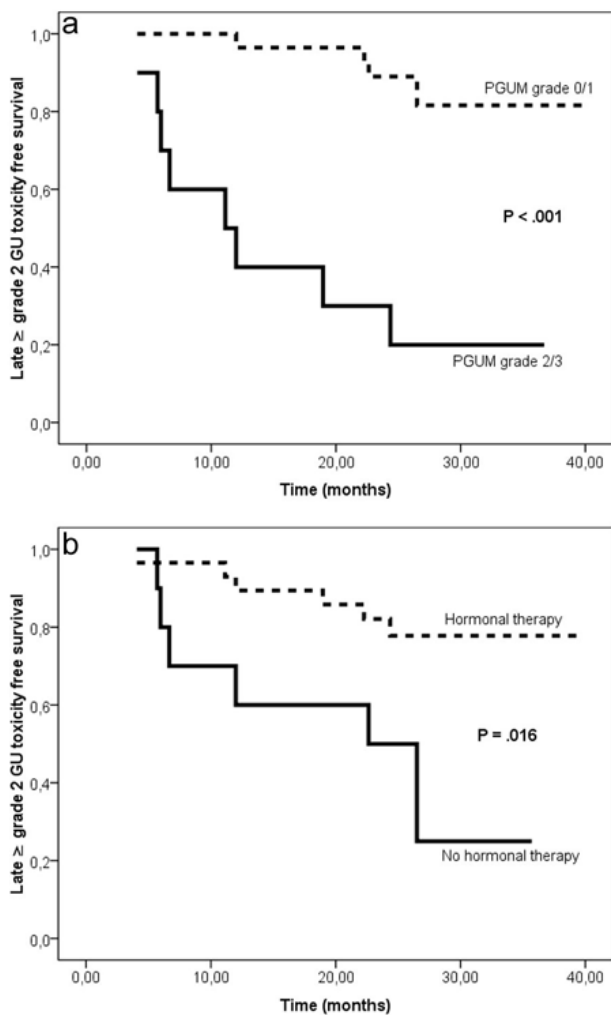 a
Late ≥ grade 2 GU toxicity free survival
1,0
0,8
0,6
0,4
0,2
0,0
PGUM grade 0/1
P < .001
PGUM grade 2/3
0,00 10,00 20,00 30,00 40,00
Time (months)
b
Late ≥ grade 2 GU toxicity free survival
1,0
0,8
0,6
0,4
0,2
0,0
Hormonal therapy
P = .016
No hormonal therapy
0,00 10,00 20,00 30,00 40,00
Time (months)